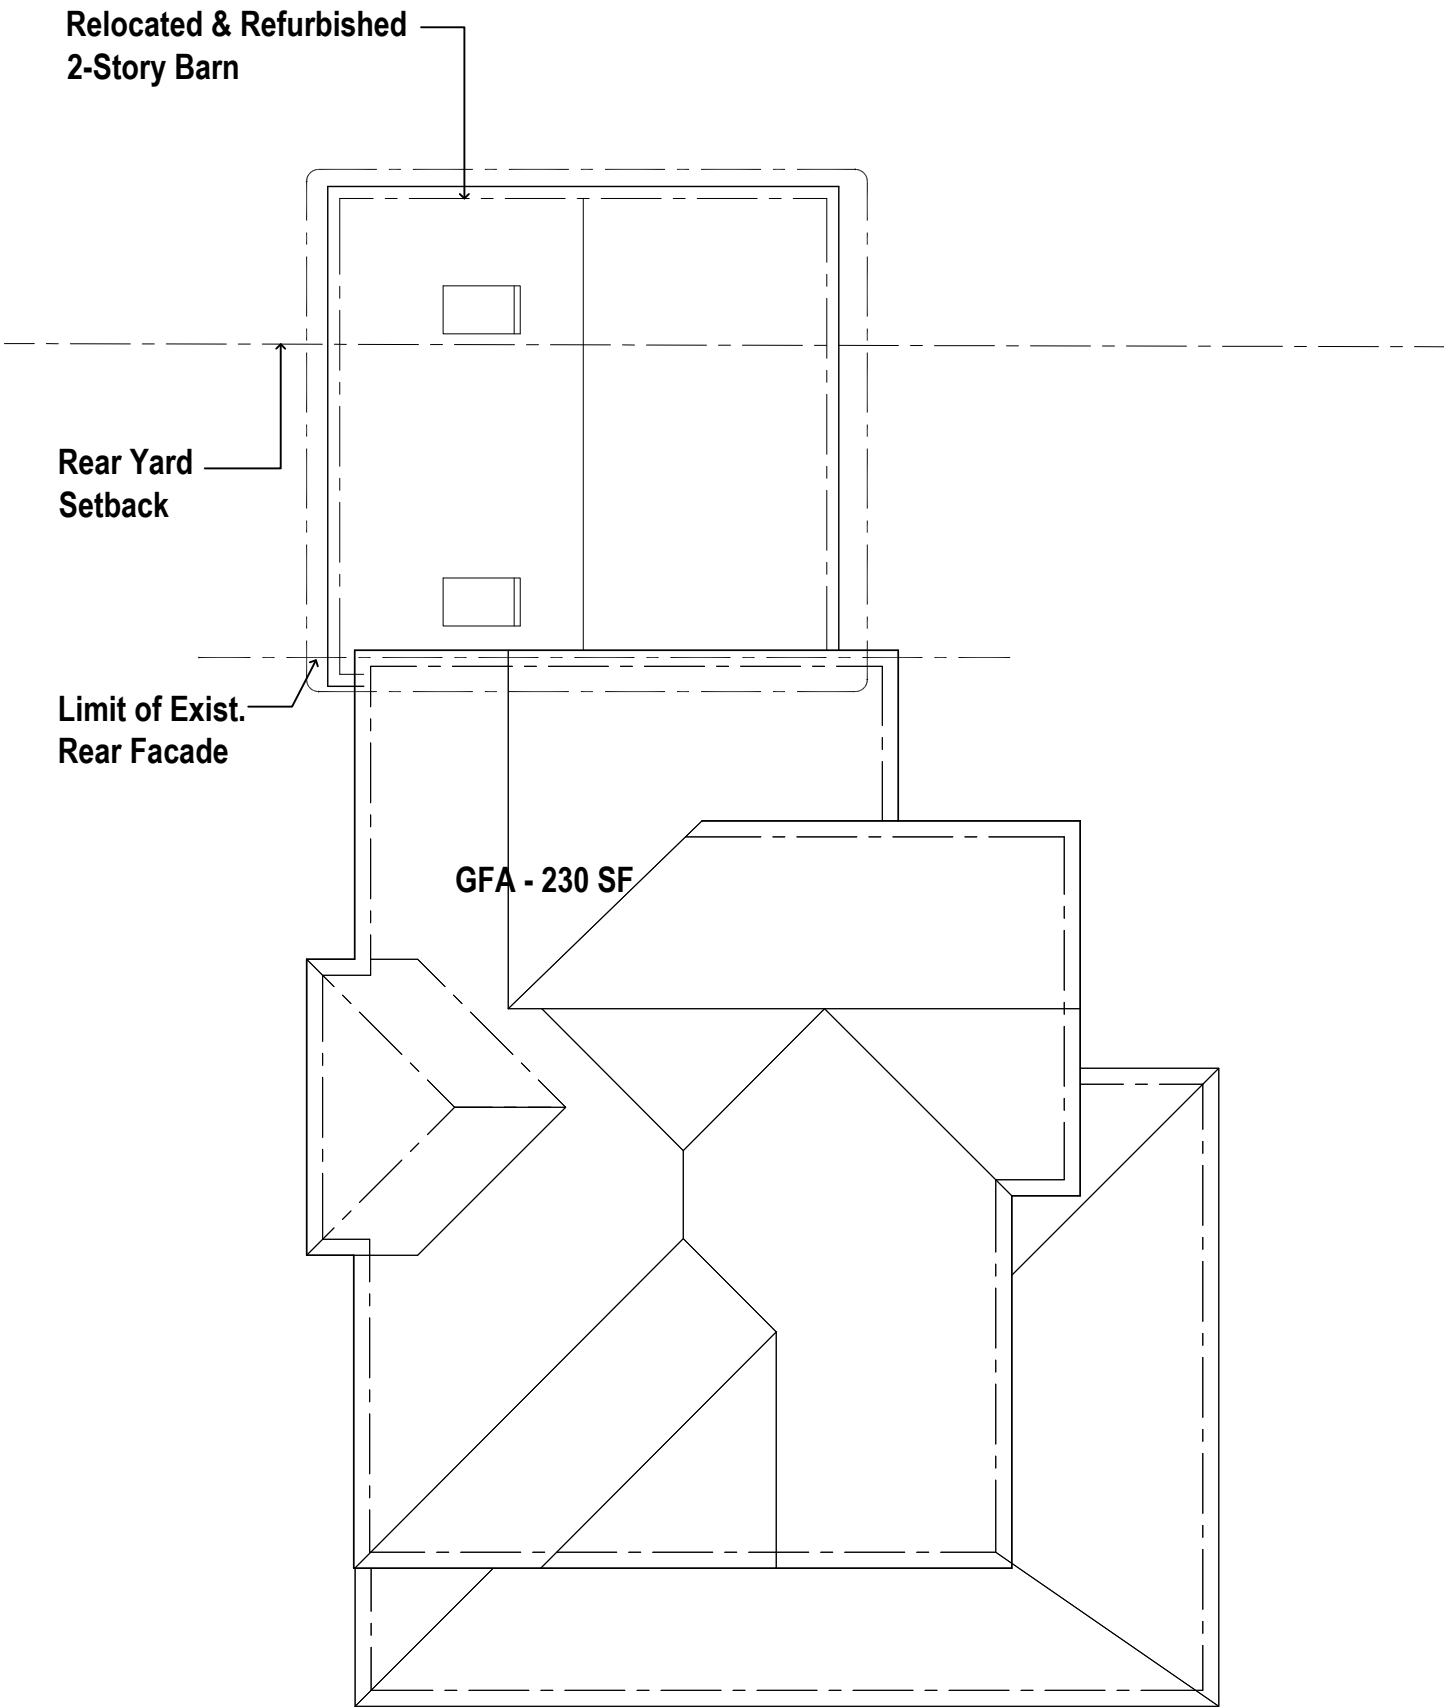 Relocated & Refurbished
2-Story Barn
Rear Yard
Setback
Limit of Exist.
Rear Facade
GFA - 230 SF